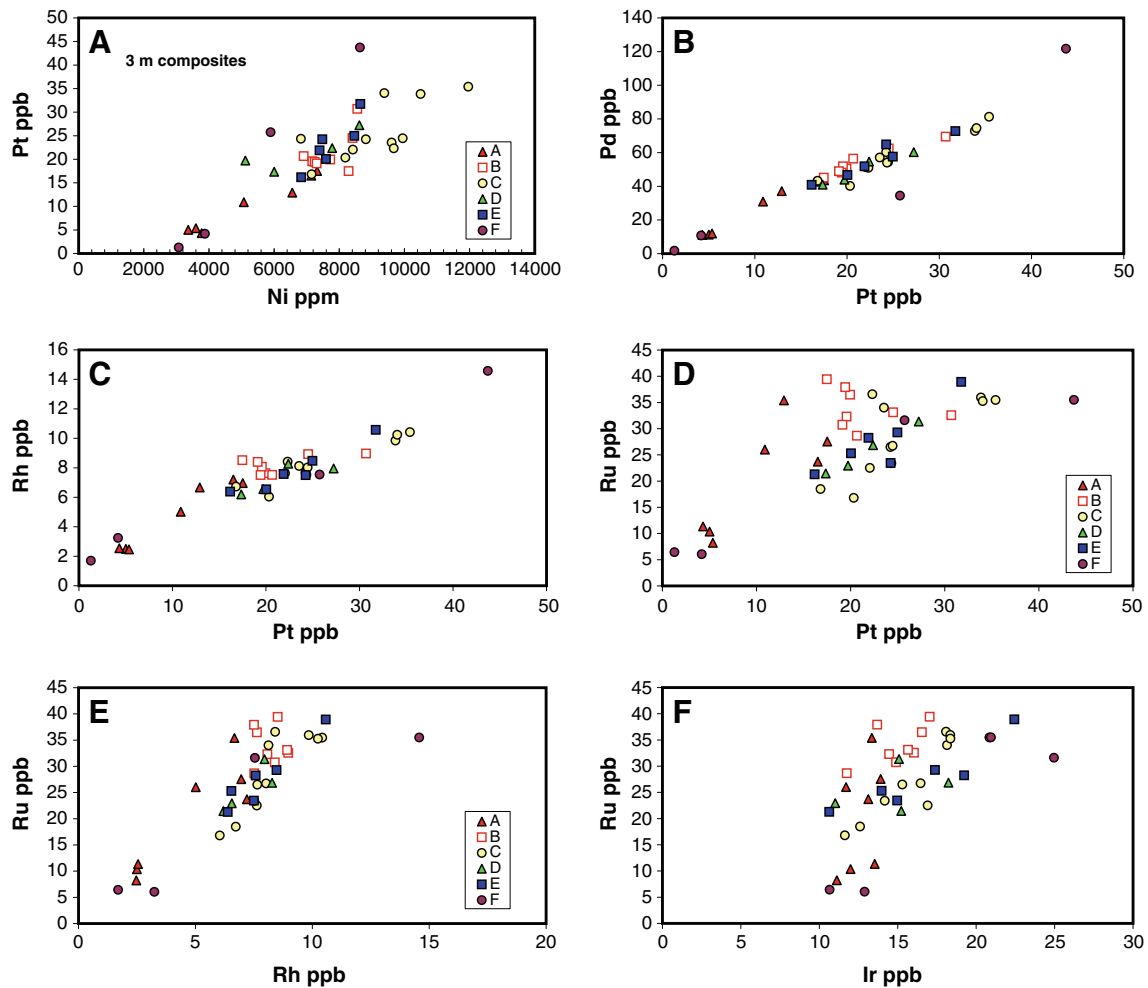 A
3 m composites
Pt ppb
50
45
40
35
30
25
20
15
10
5
0
0 2000 4000 6000 8000 10000 12000 14000
Ni ppm
A
B
C
D
E
F
B
Pd ppb
140
120
100
80
60
40
20
0
0 10 20 30 40 50
Pt ppb
C
Rh ppb
16
14
12
10
8
6
4
2
0
0 10 20 30 40 50
Pt ppb
D
Ru ppb
45
40
35
30
25
20
15
10
5
0
0 10 20 30 40 50
Pt ppb
A
B
C
D
E
F
E
Ru ppb
45
40
35
30
25
20
15
10
5
0
0 5 10 15 20
Rh ppb
A
B
C
D
E
F
F
Ru ppb
45
40
35
30
25
20
15
10
5
0
0 5 10 15 20 25 30
Ir ppb